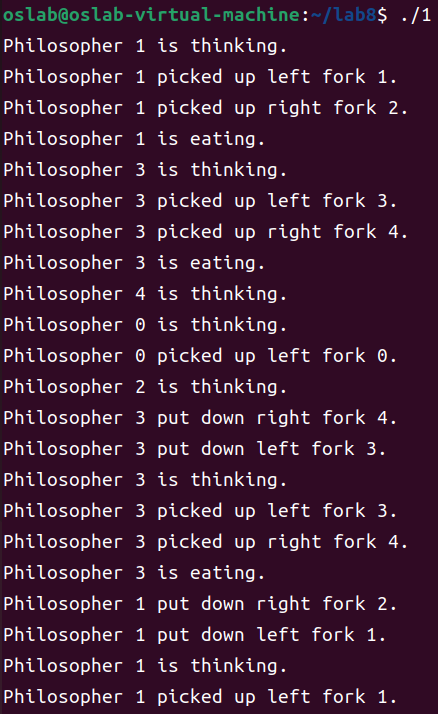 oslab@oslab-virtual-machine:~/lab8$ ./1
Philosopher 1 is thinking.
Philosopher 1 picked up left fork 1.
Philosopher 1 picked up right fork 2.
Philosopher 1 is eating.
Philosopher 3 is thinking.
Philosopher 3 picked up left fork 3.
Philosopher 3 picked up right fork 4.
Philosopher 3 is eating.
Philosopher 4 is thinking.
Philosopher 0 is thinking.
Philosopher 0 picked up left fork 0.
Philosopher 2 is thinking.
Philosopher 3 put down right fork 4.
Philosopher 3 put down left fork 3.
Philosopher 3 is thinking.
Philosopher 3 picked up left fork 3.
Philosopher 3 picked up right fork 4.
Philosopher 3 is eating.
Philosopher 1 put down right fork 2.
Philosopher 1 put down left fork 1.
Philosopher 1 is thinking.
Philosopher 1 picked up left fork 1.